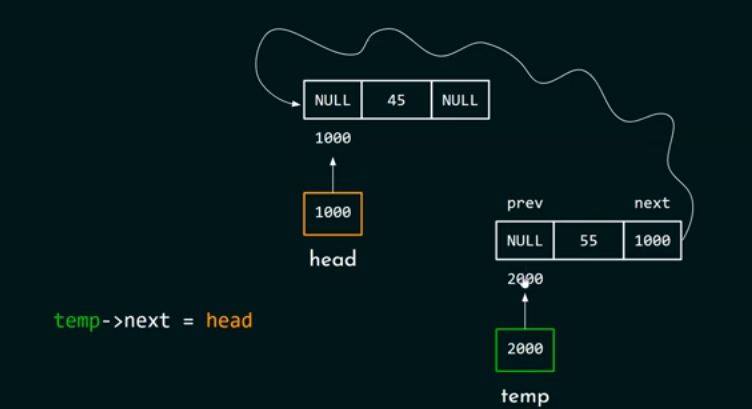 NULL 45 NULL
1000
1000
head
prev next
NULL 55 1000
2000
temp->next = head
2000
temp